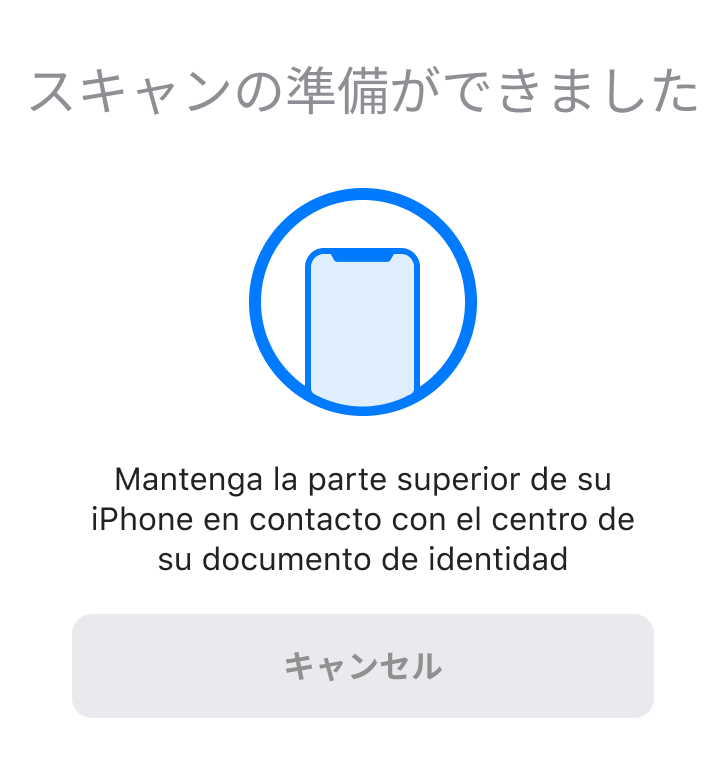 スキャンの準備ができました
Mantenga la parte superior de su
iPhone en contacto con el centro de
su documento de identidad
キャンセル